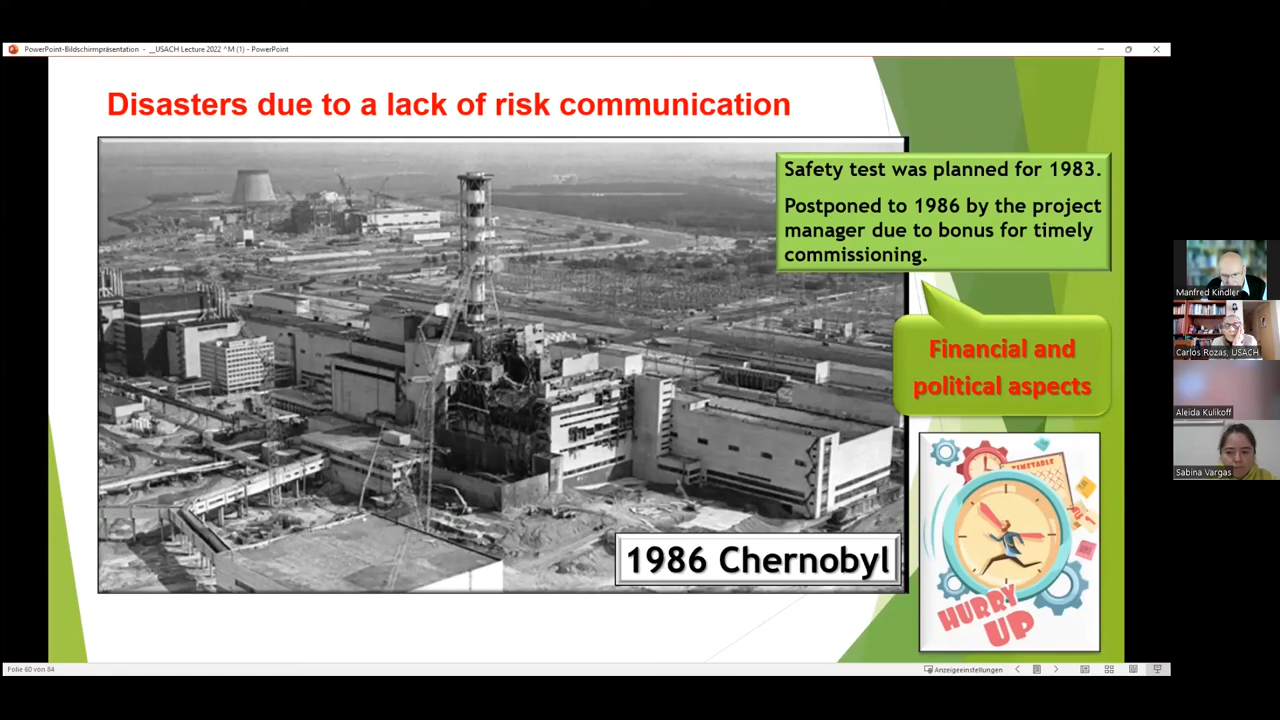 PowerPoint-Bildschirmpräsentation - __USACH Lecture 2022 ^M (1) - PowerPoint
Disasters due to a lack of risk communication
Safety test was planned for 1983.
Postponed to 1986 by the project
manager due to bonus for timely
commissioning.
Financial and
political aspects
1986 Chernobyl
TIMETABLE
HURRY
UP
Manfred Kindler
Carlos Rozas, USACH
Aleida Kulikoff
Sabina Vargas
Folie 60 von 84
Anzeigeeinstellungen